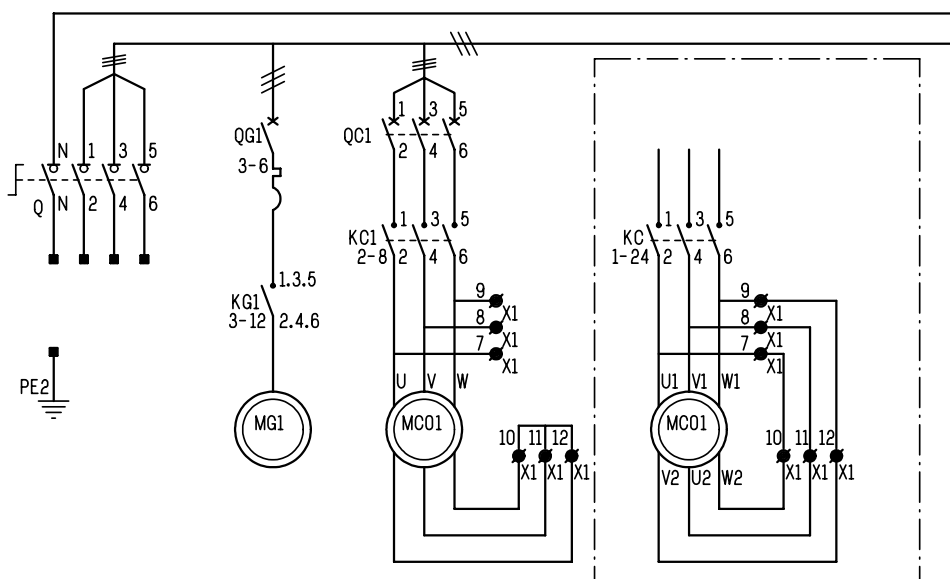 N 1 3 5
Q N 2 4 6
PE2
QG1
3-6
1.3.5
KG1
3-12 2.4.6
MG1
1 3 5
QC1
2 4 6
1 3 5
KC1
2-8 2 4 6
9
X1
8
X1
7
X1
U V W
MC01
10 11 12
X1 X1 X1
1 3 5
KC
1-24 2 4 6
9
X1
8
X1
7
X1
U1 V1 W1
MC01
10 11 12
X1 X1 X1
V2 U2 W2